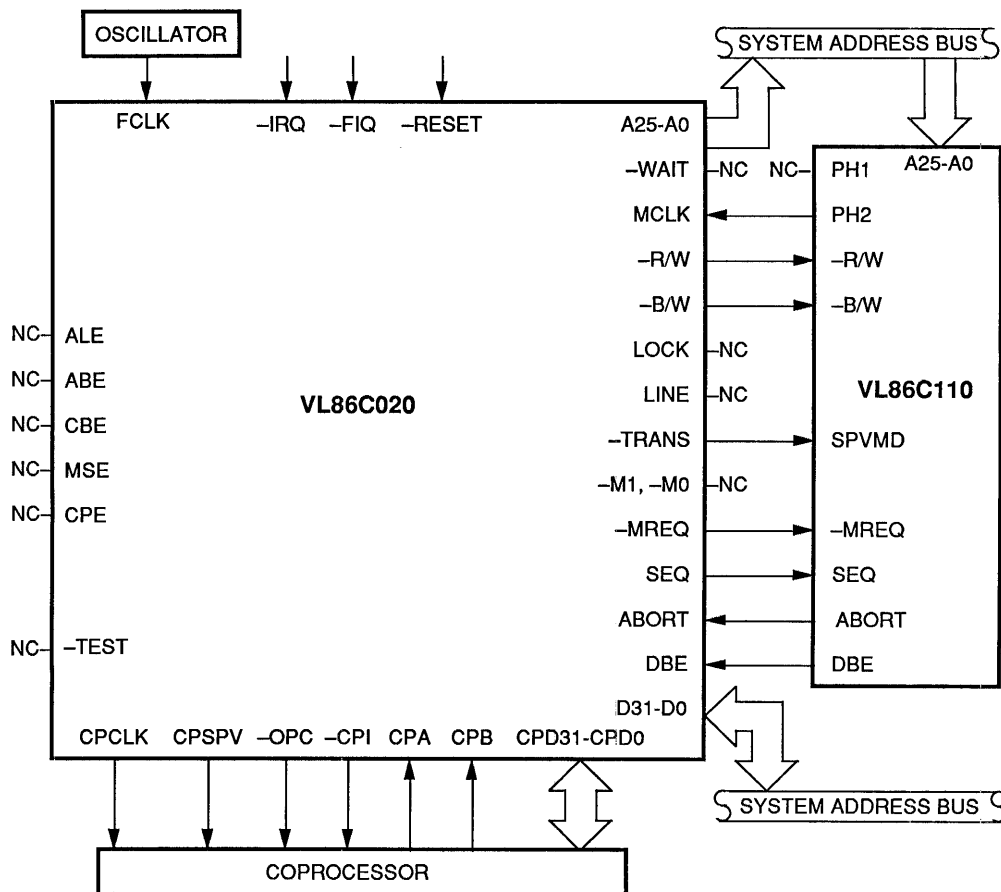 OSCILLATOR
SYSTEM ADDRESS BUS
FCLK
–IRQ
–FIQ
–RESET
A25-A0
A25-A0
–WAIT
–NC
NC–
PH1
MCLK
PH2
–R/W
–R/W
–B/W
–B/W
NC–
ALE
LOCK
–NC
NC–
ABE
LINE
–NC
VL86C020
VL86C110
NC–
CBE
–TRANS
SPVMD
NC–
MSE
–M1, –M0
–NC
NC–
CPE
–MREQ
–MREQ
SEQ
SEQ
ABORT
ABORT
NC–
–TEST
DBE
DBE
D31-D0
CPCLK
CPSPV
–OPC
–CPI
CPA
CPB
CPD31-CPD0
SYSTEM ADDRESS BUS
COPROCESSOR